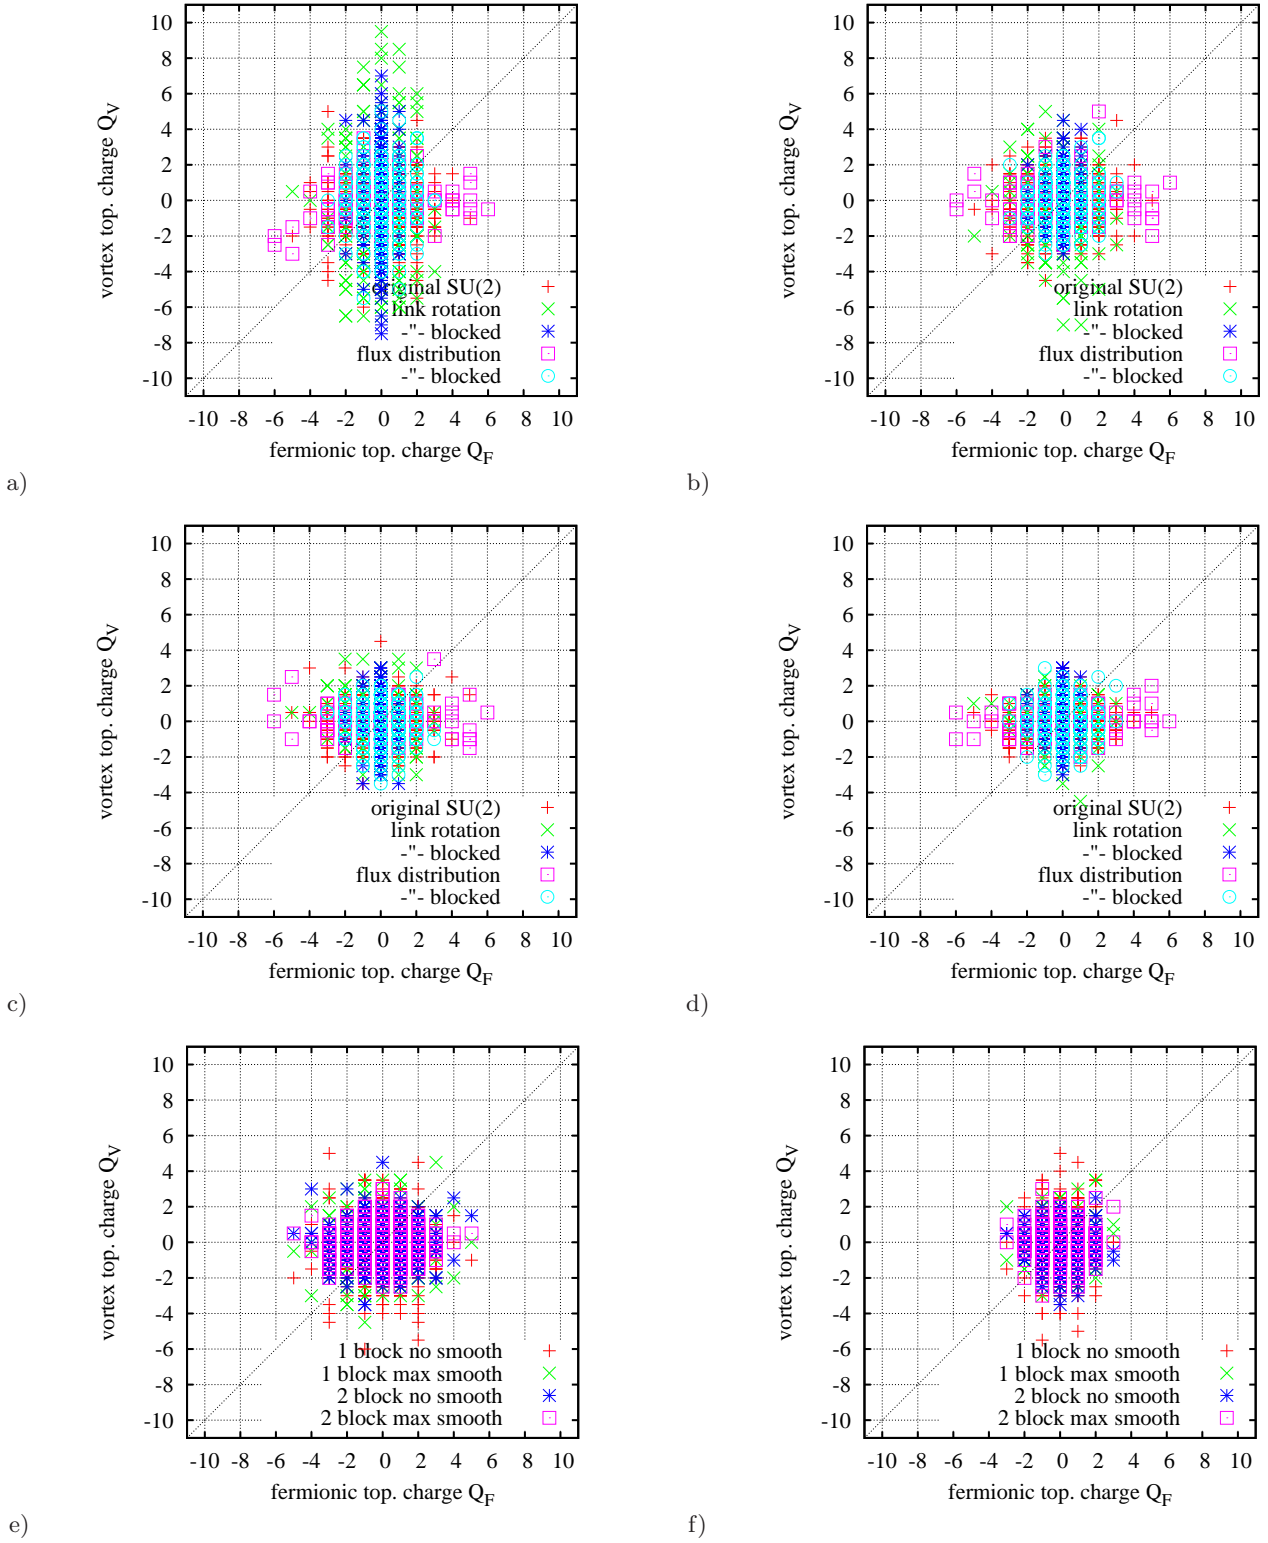 10
8
6
4
2
0
-2
-4
-6
-8
-10
-10 -8 -6 -4 -2 0 2 4 6 8 10
vortex top. charge Q_V
fermionic top. charge Q_F
original SU(2)
link rotation
-"- blocked
flux distribution
-"- blocked
a)
10
8
6
4
2
0
-2
-4
-6
-8
-10
-10 -8 -6 -4 -2 0 2 4 6 8 10
vortex top. charge Q_V
fermionic top. charge Q_F
original SU(2)
link rotation
-"- blocked
flux distribution
-"- blocked
b)
10
8
6
4
2
0
-2
-4
-6
-8
-10
-10 -8 -6 -4 -2 0 2 4 6 8 10
vortex top. charge Q_V
fermionic top. charge Q_F
original SU(2)
link rotation
-"- blocked
flux distribution
-"- blocked
c)
10
8
6
4
2
0
-2
-4
-6
-8
-10
-10 -8 -6 -4 -2 0 2 4 6 8 10
vortex top. charge Q_V
fermionic top. charge Q_F
original SU(2)
link rotation
-"- blocked
flux distribution
-"- blocked
d)
10
8
6
4
2
0
-2
-4
-6
-8
-10
-10 -8 -6 -4 -2 0 2 4 6 8 10
vortex top. charge Q_V
fermionic top. charge Q_F
1 block no smooth
1 block max smooth
2 block no smooth
2 block max smooth
e)
10
8
6
4
2
0
-2
-4
-6
-8
-10
-10 -8 -6 -4 -2 0 2 4 6 8 10
vortex top. charge Q_V
fermionic top. charge Q_F
1 block no smooth
1 block max smooth
2 block no smooth
2 block max smooth
f)